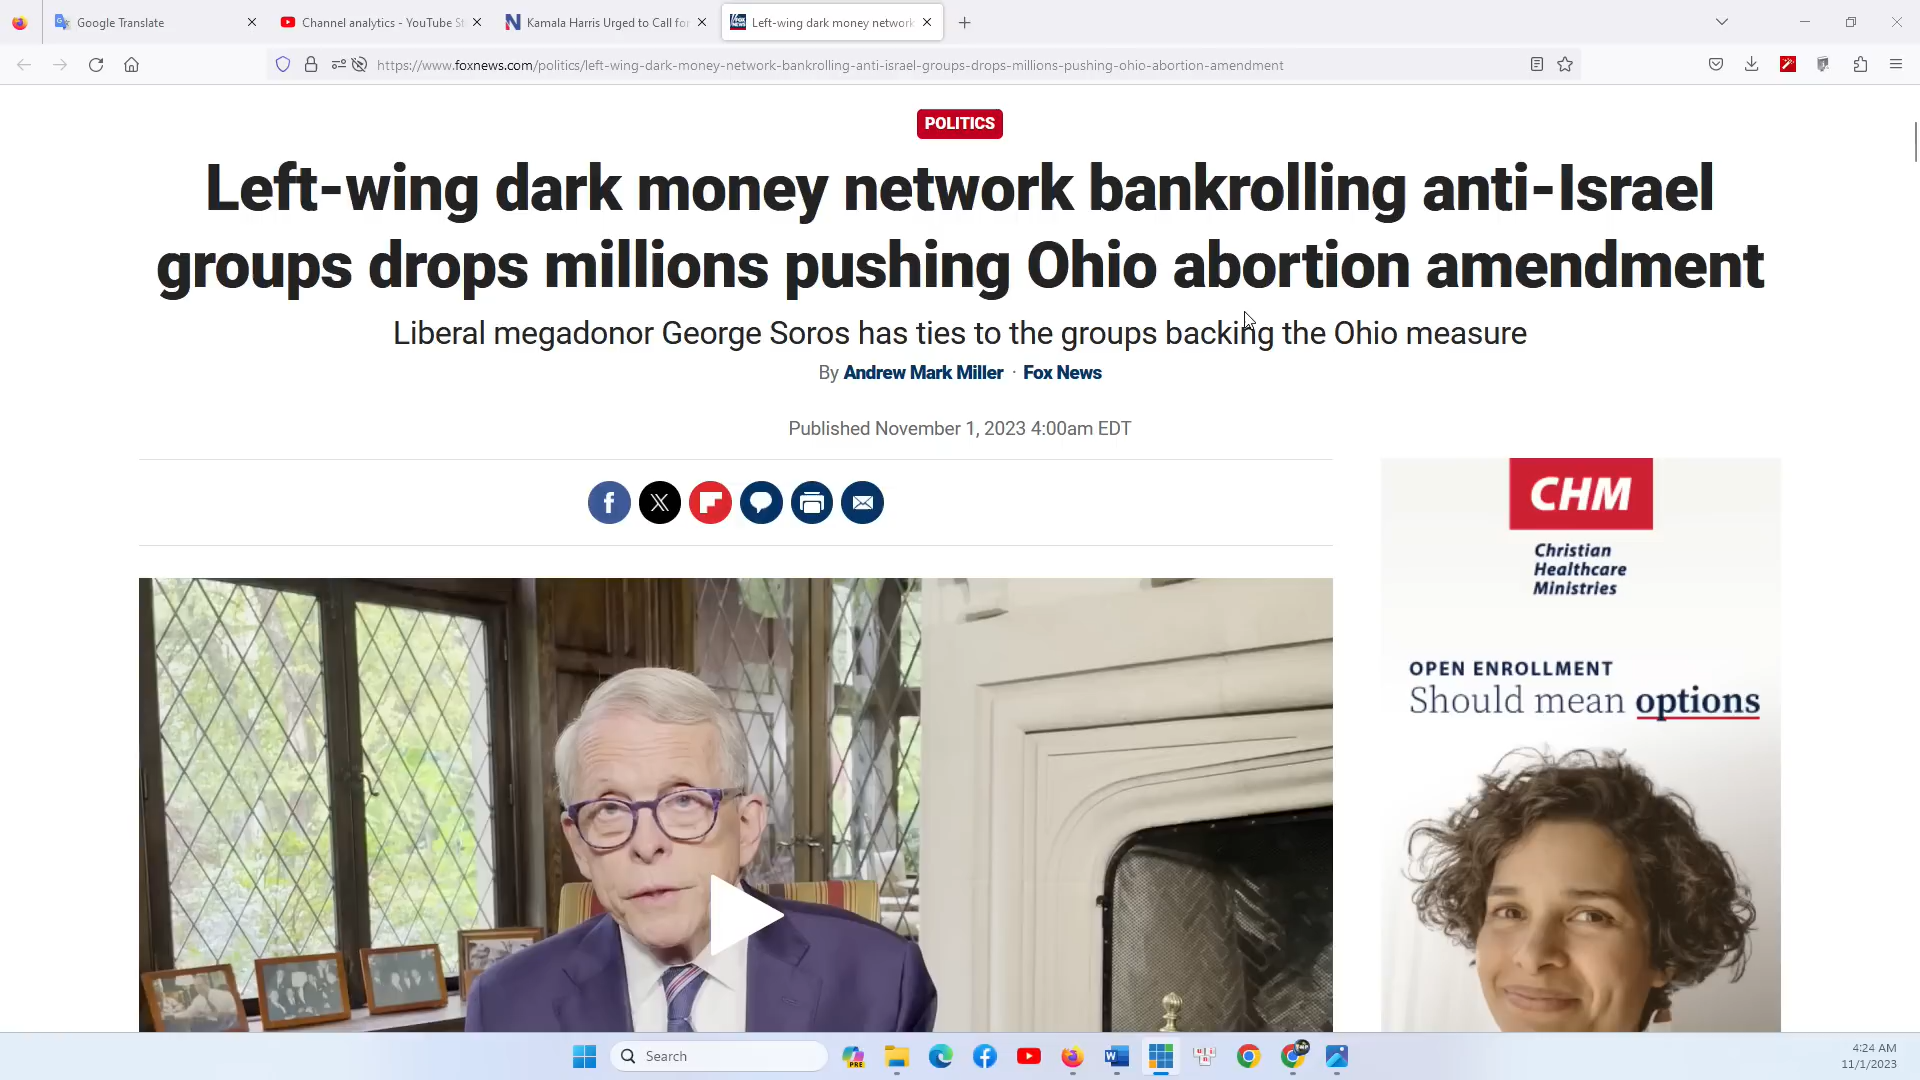 Google Translate
Channel analytics - YouTube St
Kamala Harris Urged to Call for
Left-wing dark money network
https://www.foxnews.com/politics/left-wing-dark-money-network-bankrolling-anti-israel-groups-drops-millions-pushing-ohio-abortion-amendment
POLITICS
Left-wing dark money network bankrolling anti-Israel
groups drops millions pushing Ohio abortion amendment
Liberal megadonor George Soros has ties to the groups backing the Ohio measure
By Andrew Mark Miller · Fox News
Published November 1, 2023 4:00am EDT
CHM
Christian
Healthcare
Ministries
OPEN ENROLLMENT
Should mean options
Search
PRE
4:24 AM
11/1/2023